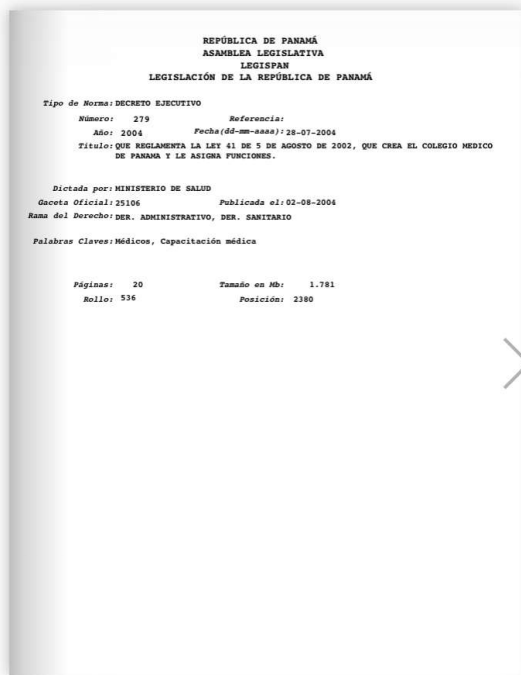 REPÚBLICA DE PANAMÁ
ASAMBLEA LEGISLATIVA
LEGISPAN
LEGISLACIÓN DE LA REPÚBLICA DE PANAMÁ
Tipo de Norma: DECRETO EJECUTIVO
Número: 279 Referencia:
Año: 2004 Fecha(dd-mm-aaaa): 28-07-2004
Titulo: QUE REGLAMENTA LA LEY 41 DE 5 DE AGOSTO DE 2002, QUE CREA EL COLEGIO MEDICO
DE PANAMA Y LE ASIGNA FUNCIONES.
Dictada por: MINISTERIO DE SALUD
Gaceta Oficial: 25106 Publicada el: 02-08-2004
Rama del Derecho: DER. ADMINISTRATIVO, DER. SANITARIO
Palabras Claves: Médicos, Capacitación médica
Páginas: 20 Tamaño en Mb: 1.781
Rollo: 536 Posición: 2380